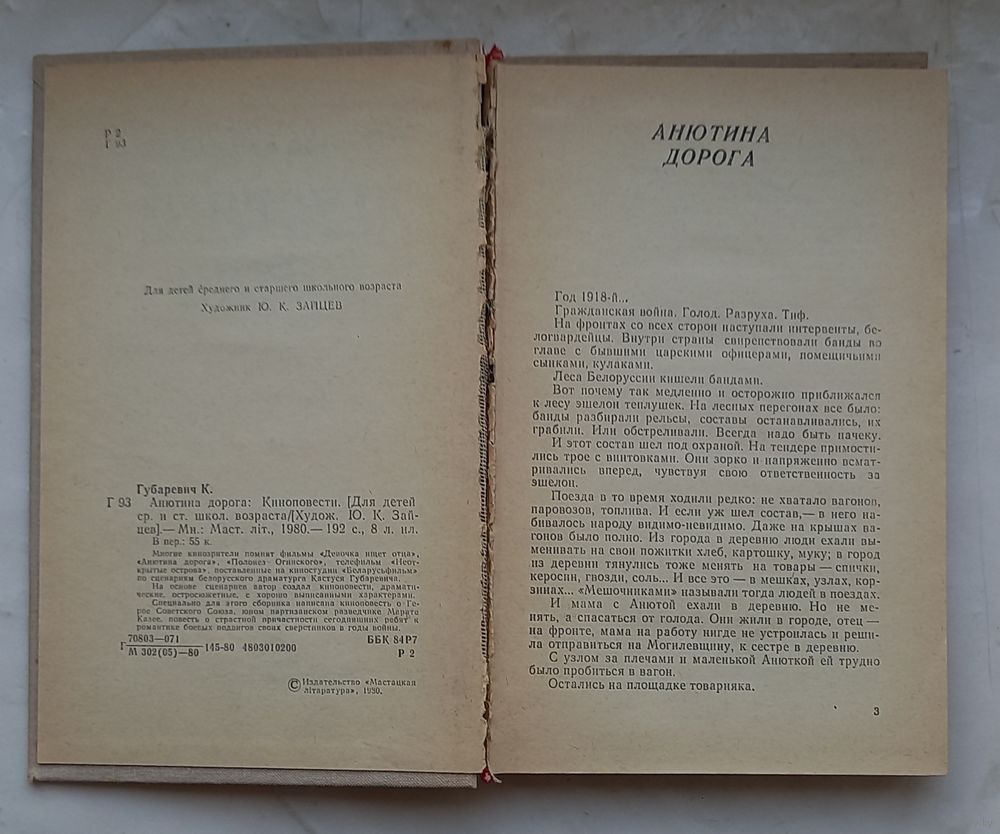 Р 2
Г 93
Для детей среднего и старшего школьного возраста
Художник Ю. К. ЗАЙЦЕВ
Губаревич К.
Г 93 Анютина дорога: Киноповести. [Для детей
ср. и ст. школ. возраста/[Худож. Ю. К. Зай-
цев].— Мн.: Маст. літ., 1980.— 192 с., 8 л. ил.
В пер.: 55 к.
Многие кинозрители помнят фильмы «Девочка ищет отца»,
«Анютина дорога», «Полонез Огинского», телефильм «Неот-
крытые острова», поставленные на киностудии «Беларусьфильм»
по сценариям белорусского драматурга Кастуся Губаревича.
На основе сценариев автор создал киноповести, драмати-
ческие, остросюжетные, с хорошо выписанными характерами.
Специально для этого сборника написана киноповесть о Ге-
рое Советского Союза, юном партизанском разведчике Марате
Казее, повесть о страстной причастности сегодняшних ребят к
романтике боевых подвигов своих сверстников в годы войны.
Г 70803—071
М 302(05)—80 145-80 4803010200
ББК 84Р7
Р 2
© Издательство «Мастацкая
літаратура», 1980.
АНЮТИНА
ДОРОГА
Год 1918-й...
Гражданская война. Голод. Разруха. Тиф.
На фронтах со всех сторон наступали интервенты, бе-
логвардейцы. Внутри страны свирепствовали банды во
главе с бывшими царскими офицерами, помещичьими
сынками, кулаками.
Леса Белоруссии кишели бандами.
Вот почему так медленно и осторожно приближался
к лесу эшелон теплушек. На лесных перегонах все было:
банды разбирали рельсы, составы останавливались, их
грабили. Или обстреливали. Всегда надо быть начеку.
И этот состав шел под охраной. На тендере примости-
лись трое с винтовками. Они зорко и напряженно всмат-
ривались вперед, чувствуя свою ответственность за
эшелон.
Поезда в то время ходили редко: не хватало вагонов,
паровозов, топлива. И если уж шел состав,— в него на-
бивалось народу видимо-невидимо. Даже на крышах ва-
гонов было полно. Из города в деревню люди ехали вы-
менивать на свои пожитки хлеб, картошку, муку; в город
из деревни тянулись тоже менять на товары — спички,
керосин, гвозди, соль... И все это — в мешках, узлах, кор-
зинах... «Мешочниками» называли тогда людей в поездах.
И мама с Анютой ехали в деревню. Но не ме-
нять, а спасаться от голода. Они жили в городе, отец —
на фронте, мама на работу нигде не устроилась и реши-
ла отправиться на Могилевщину, к сестре в деревню.
С узлом за плечами и маленькой Анюткой ей трудно
было пробиться в вагон.
Остались на площадке товарняка.
3